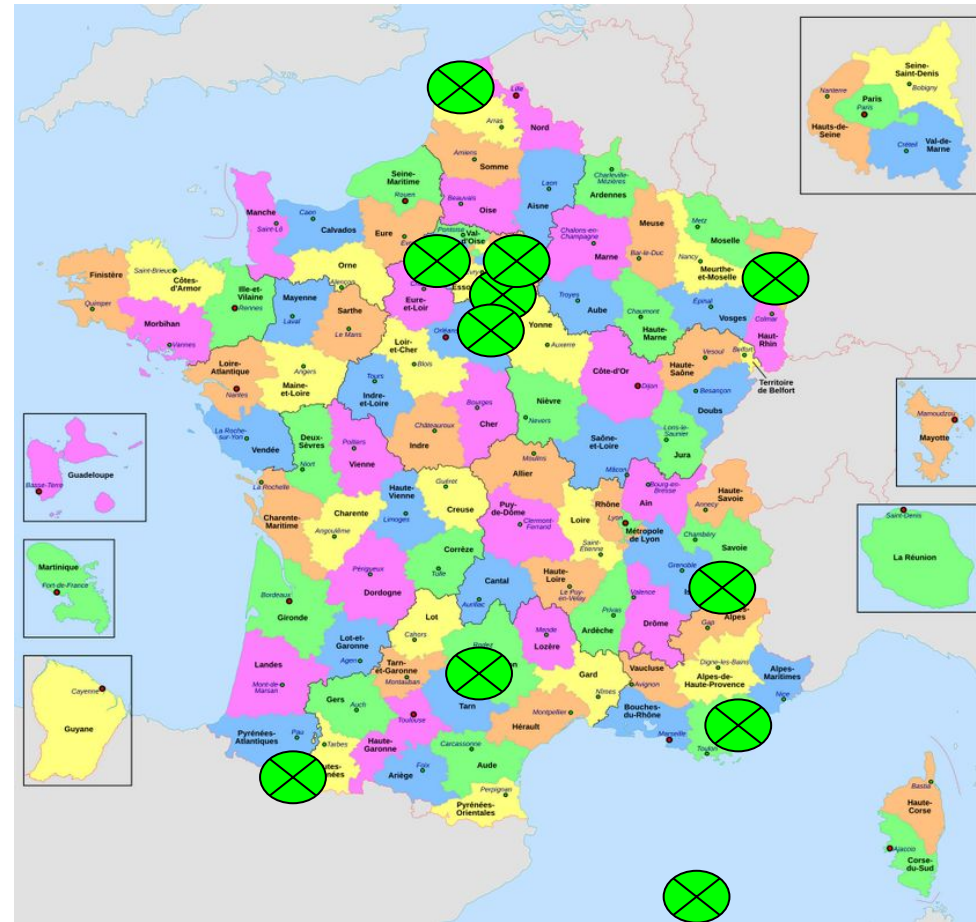 Seine-
Saint-Denis
Bobigny
Nanterre
Paris
Paris
Hauts-de-
Seine
Créteil
Val-de-
Marne
Lille
Nord
Arras
Amiens
Somme
Seine-
Maritime
Rouen
Beauvais
Oise
Laon
Aisne
Charleville-
Mézières
Ardennes
Manche
Saint-Lô
Caen
Calvados
Eure
Pontoise
Val-
d'Oise
Chalons-en-
Champagne
Marne
Meuse
Bar-le-Duc
Metz
Moselle
Nancy
Meurthe-
et-Moselle
Finistère
Quimper
Saint-Brieuc
Côtes-
d'Armor
Ille-et-
Vilaine
Rennes
Morbihan
Vannes
Orne
Alençon
Mayenne
Laval
Sarthe
Le Mans
Eure-
et-Loir
Orléans
Loir-
et-Cher
Blois
Yonne
Auxerre
Troyes
Aube
Chaumont
Haute-
Marne
Épinal
Vosges
Colmar
Haut-
Rhin
Loire-
Atlantique
Nantes
Angers
Maine-
et-Loire
Tours
Indre-
et-Loire
Bourges
Cher
Nièvre
Nevers
Côte-d'Or
Dijon
Vesoul
Haute-
Saône
Belfort
Territoire
de Belfort
Besançon
Doubs
Lons-le-
Saunier
Jura
La Roche-
sur-Yon
Vendée
Deux-
Sèvres
Niort
Poitiers
Vienne
Châteauroux
Indre
Moulins
Allier
Saône-
et-Loire
Mâcon
Bourg-en-
Bresse
Ain
Haute-
Savoie
Annecy
Mamoudzou
Mayotte
Guadeloupe
Basse-Terre
La Rochelle
Charente-
Maritime
Charente
Angoulême
Haute-
Vienne
Limoges
Guéret
Creuse
Puy-
de-Dôme
Clermont-
Ferrand
Loire
Saint-
Etienne
Rhône
Lyon
Métropole
de Lyon
Chambéry
Savoie
Saint-Denis
La Réunion
Martinique
Fort-de-France
Bordeaux
Gironde
Périgueux
Dordogne
Corrèze
Tulle
Cantal
Aurillac
Haute-
Loire
Le Puy-
en-Velay
Privas
Ardèche
Valence
Drôme
Grenoble
Gap
Alpes
Landes
Mont-de-
Marsan
Lot-et-
Garonne
Agen
Lot
Cahors
Tarn-
et-Garonne
Montauban
Rodez
Tarn
Mende
Lozère
Gard
Nîmes
Vaucluse
Avignon
Digne-les-Bains
Alpes-de-
Haute-Provence
Alpes-
Maritimes
Nice
Guyane
Cayenne
Pyrénées-
Atlantiques
Pau
Tarbes
Gers
Auch
Toulouse
Haute-
Garonne
Foix
Ariège
Carcassonne
Aude
Montpellier
Hérault
Bouches-
du-Rhône
Marseille
Toulon
Perpignan
Pyrénées-
Orientales
Bastia
Haute-
Corse
Ajaccio
Corse-
du-Sud